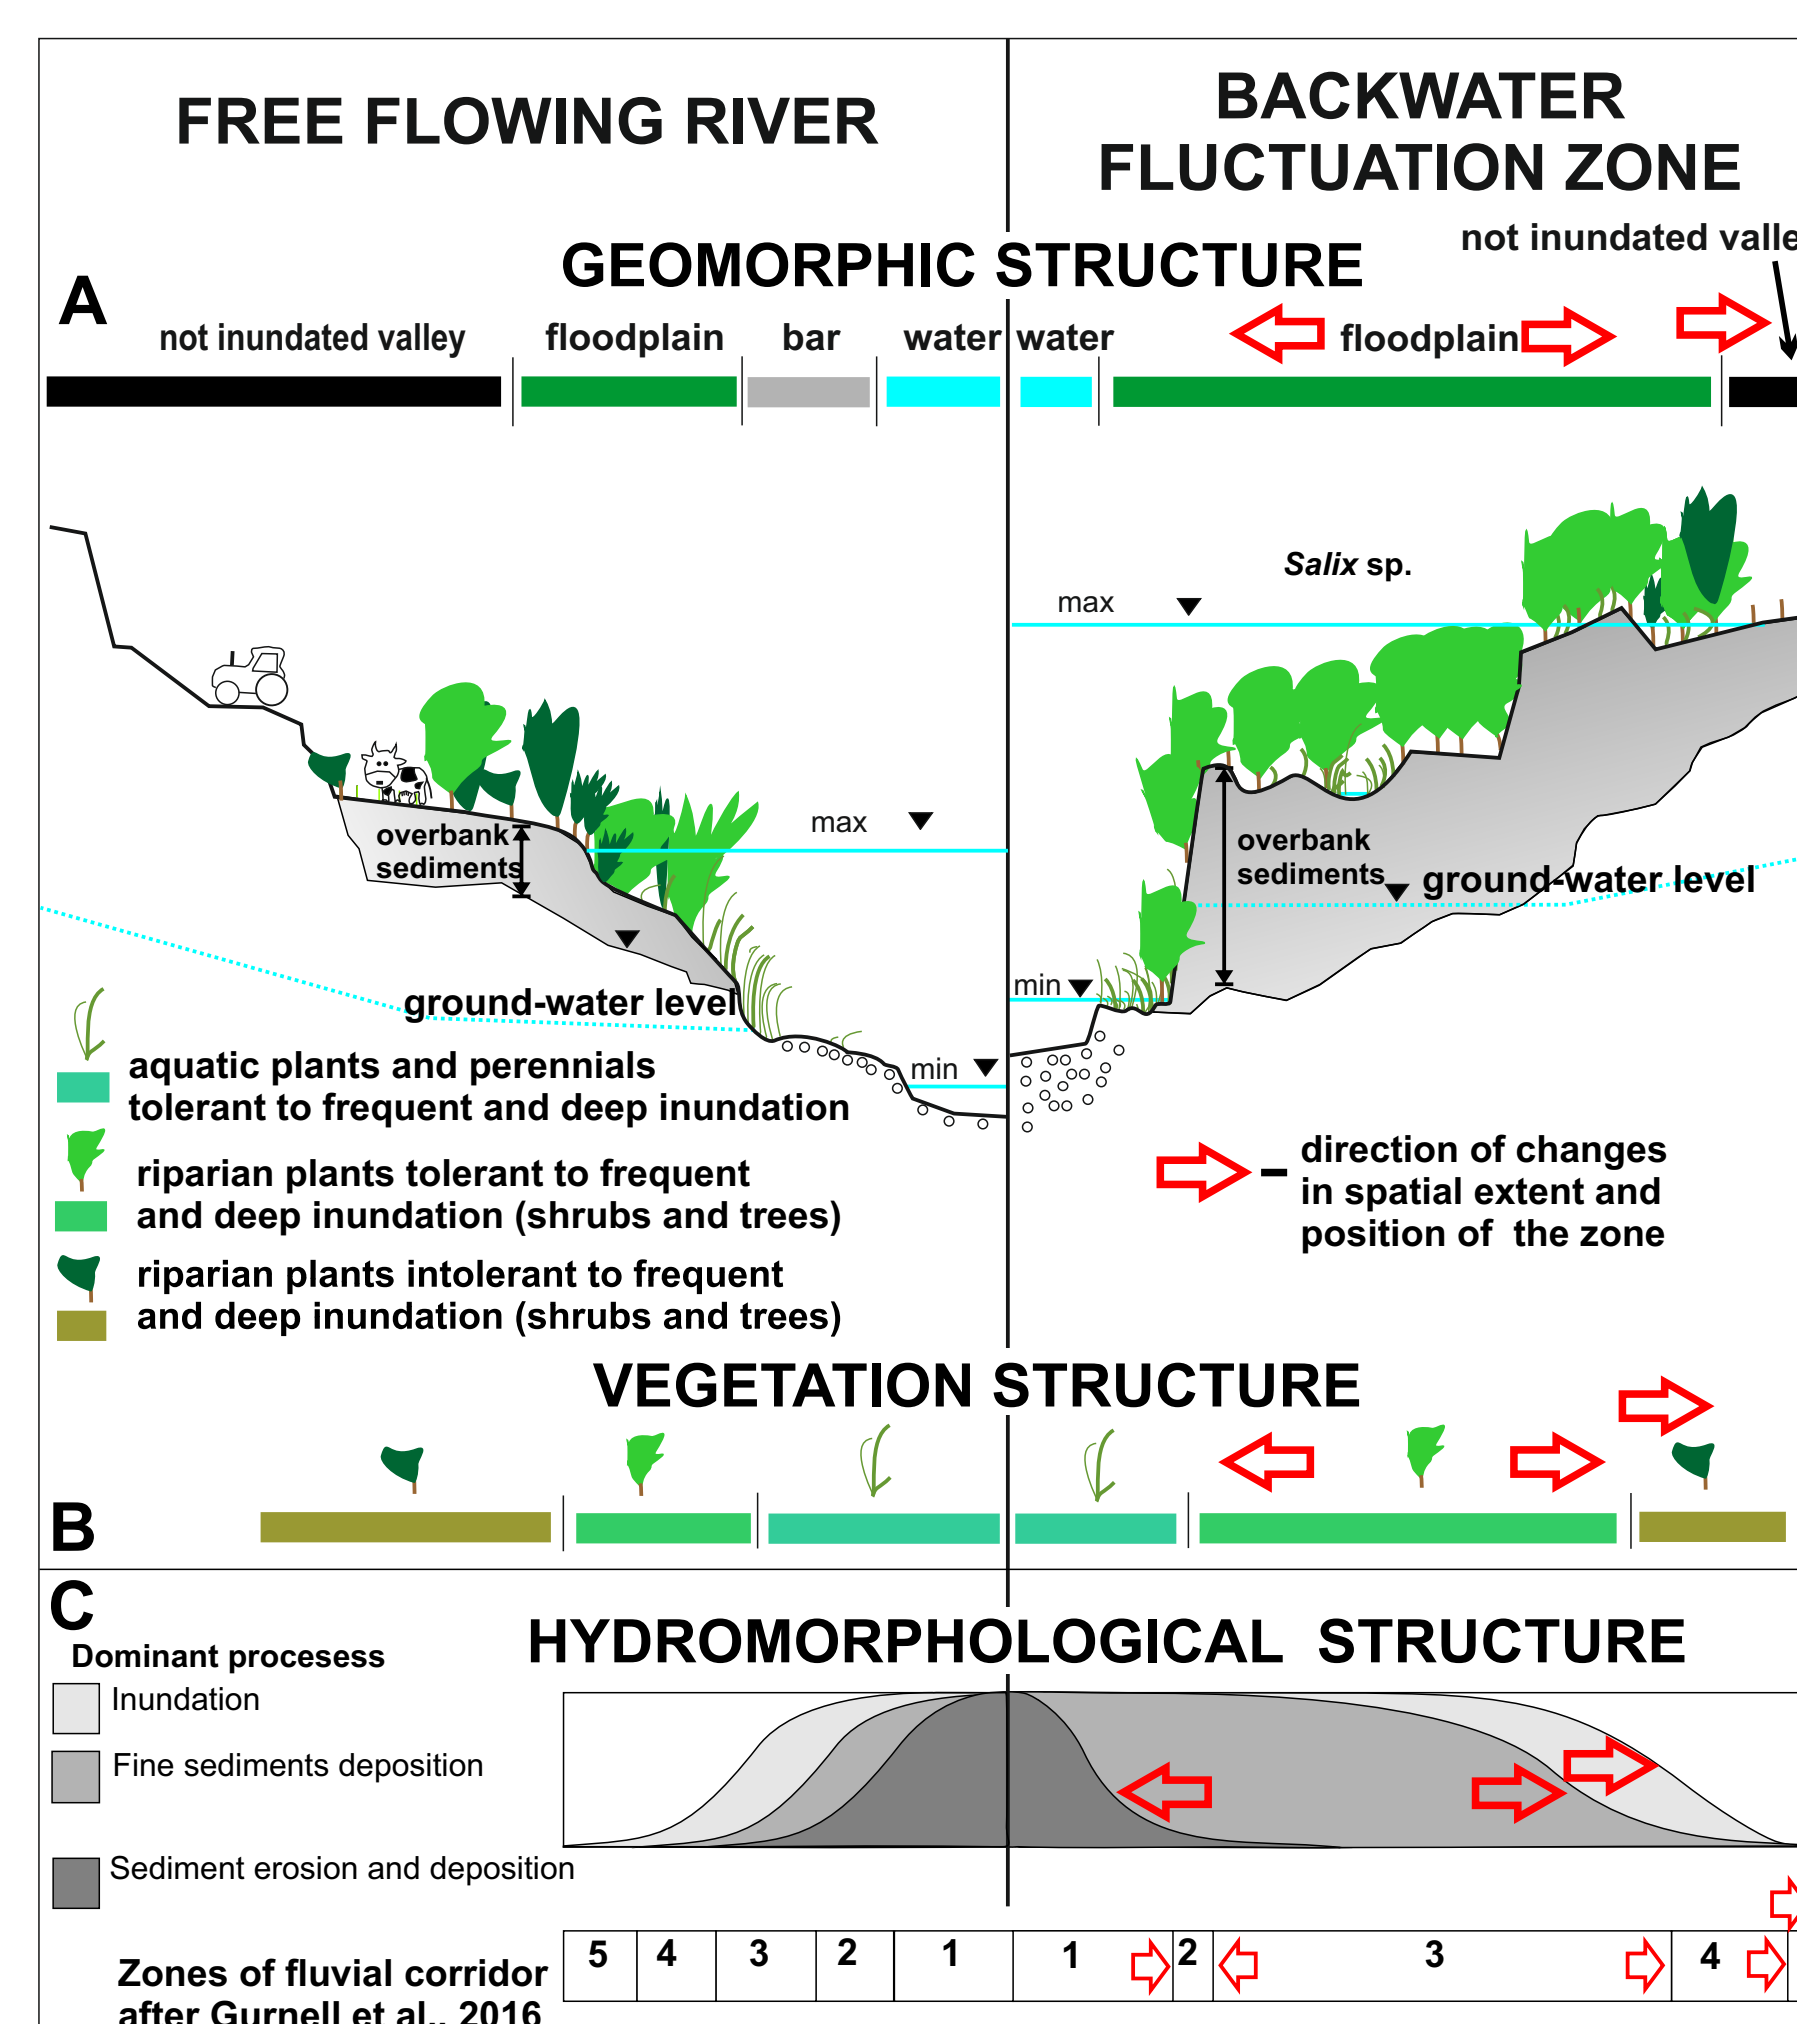 FREE FLOWING RIVER
BACKWATER
FLUCTUATION ZONE
GEOMORPHIC STRUCTURE
not inundated valle
A
not inundated valley
floodplain
bar
water
water
floodplain
Salix sp.
max
max
overbank
sediments
overbank
sediments
ground-water level
ground-water level
min
min
aquatic plants and perennials
tolerant to frequent and deep inundation
riparian plants tolerant to frequent
and deep inundation (shrubs and trees)
riparian plants intolerant to frequent
and deep inundation (shrubs and trees)
direction of changes
in spatial extent and
position of the zone
VEGETATION STRUCTURE
B
C
HYDROMORPHOLOGICAL STRUCTURE
Dominant procesess
Inundation
Fine sediments deposition
Sediment erosion and deposition
Zones of fluvial corridor
after Gurnell et al., 2016
5 4 3 2 1 1 2 3 4